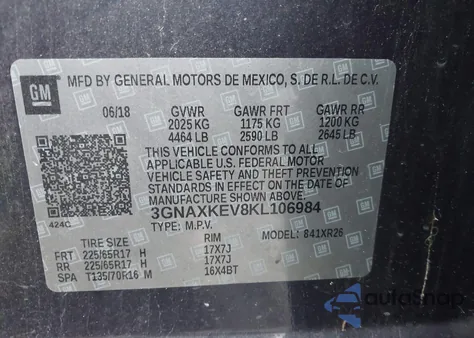 GM
MFD BY GENERAL MOTORS DE MEXICO, S. DE R.L. DE C.V.
06/18 GVWR GAWR FRT GAWR RR
2025 KG 1175 KG 1200 KG
4464 LB 2590 LB 2645 LB
THIS VEHICLE CONFORMS TO ALL
APPLICABLE U.S. FEDERAL MOTOR
VEHICLE SAFETY AND THEFT PREVENTION
STANDARDS IN EFFECT ON THE DATE OF
MANUFACTURE SHOWN ABOVE.
3GNAXKEV8KL106984
424C TYPE: M.P.V. MODEL: 841XR26
TIRE SIZE RIM
FRT 225/65R17 H 17X7J
RR 225/65R17 H 17X7J
SPA T135/70R16 M 16X4BT
autoShop